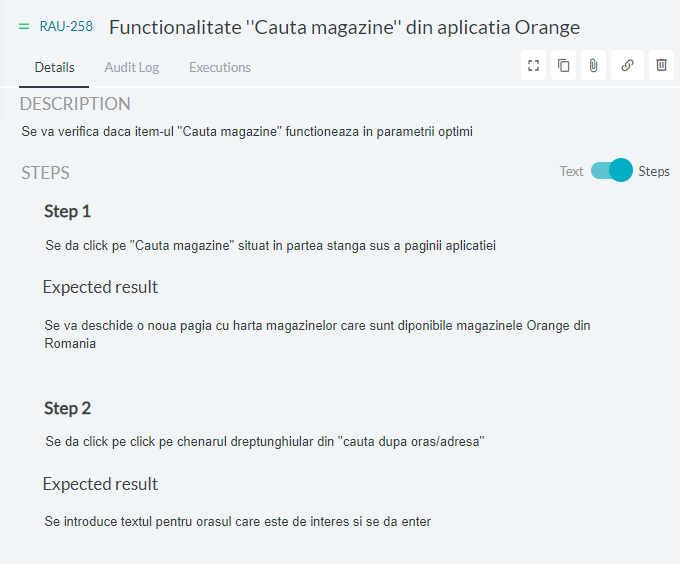 RAU-258 Functionalitate ''Cauta magazine'' din aplicatia Orange
Details Audit Log Executions
DESCRIPTION
Se va verifica daca item-ul "Cauta magazine" functioneaza in parametrii optimi
STEPS Text Steps
Step 1
Se da click pe "Cauta magazine" situat in partea stanga sus a paginii aplicatiei
Expected result
Se va deschide o noua pagia cu harta magazinelor care sunt diponibile magazinele Orange din
Romania
Step 2
Se da click pe click pe chenarul dreptunghiular din "cauta dupa oras/adresa"
Expected result
Se introduce textul pentru orasul care este de interes si se da enter